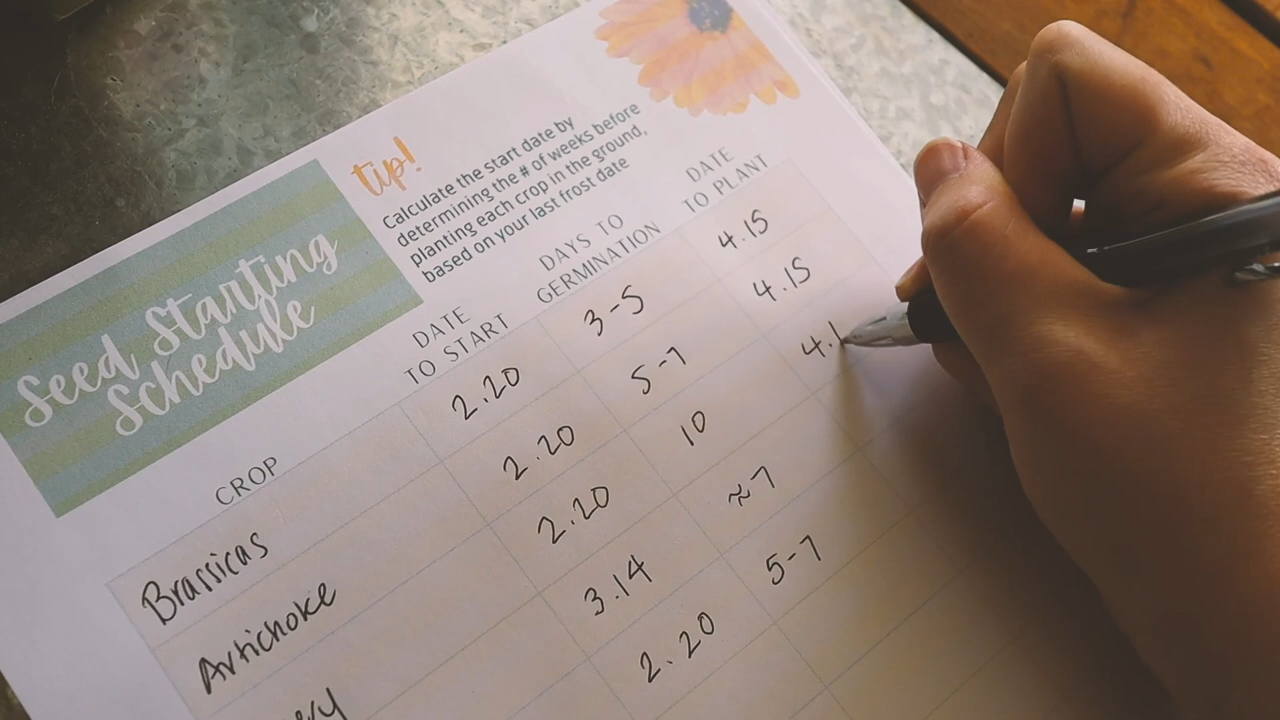 tip!
Calculate the start date by
determining the # of weeks before
planting each crop in the ground,
based on your last frost date
Seed Starting
Schedule
CROP
DATE
TO START
DAYS TO
GERMINATION
DATE
TO PLANT
Brassicas 2.20 3-5 4.15
Artichoke 2.20 5-7 4.15
2.20 10 4.1
3.14 ≈7
2.20 5-7